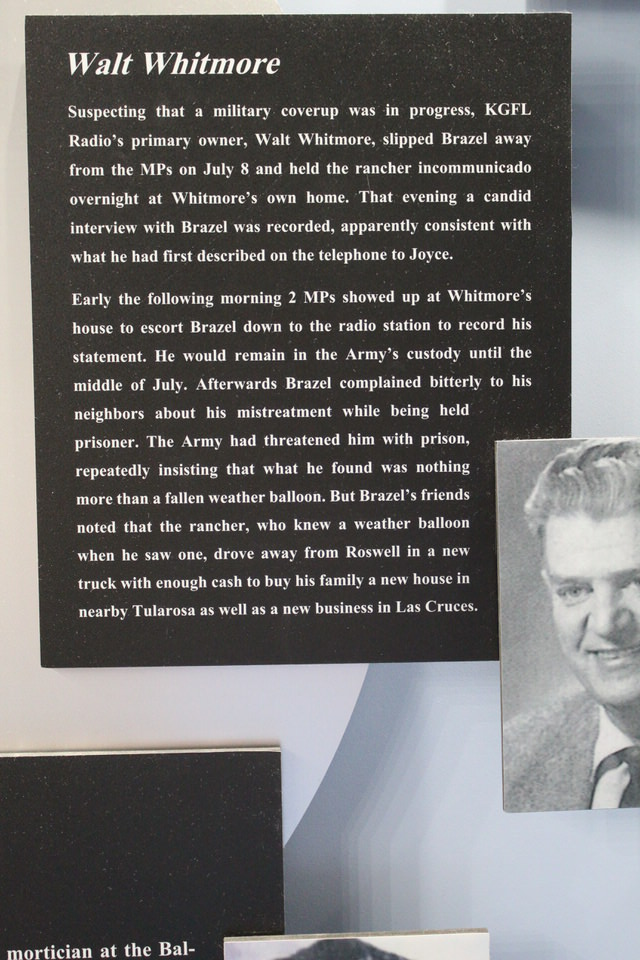 Walt Whitmore
Suspecting that a military coverup was in progress, KGFL
Radio's primary owner, Walt Whitmore, slipped Brazel away
from the MPs on July 8 and held the rancher incommunicado
overnight at Whitmore's own home. That evening a candid
interview with Brazel was recorded, apparently consistent with
what he had first described on the telephone to Joyce.
Early the following morning 2 MPs showed up at Whitmore's
house to escort Brazel down to the radio station to record his
statement. He would remain in the Army's custody until the
middle of July. Afterwards Brazel complained bitterly to his
neighbors about his mistreatment while being held
prisoner. The Army had threatened him with prison,
repeatedly insisting that what he found was nothing
more than a fallen weather balloon. But Brazel's friends
noted that the rancher, who knew a weather balloon
when he saw one, drove away from Roswell in a new
truck with enough cash to buy his family a new house in
nearby Tularosa as well as a new business in Las Cruces.
mortician at the Bal-